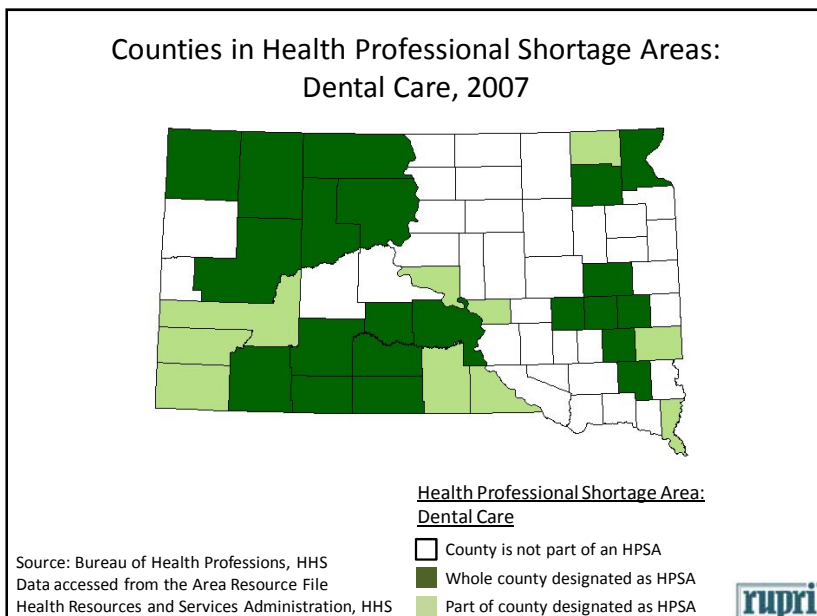 Counties in Health Professional Shortage Areas:
Dental Care, 2007
Health Professional Shortage Area:
Dental Care
County is not part of an HPSA
Whole county designated as HPSA
Part of county designated as HPSA
Source: Bureau of Health Professions, HHS
Data accessed from the Area Resource File
Health Resources and Services Administration, HHS
rupri